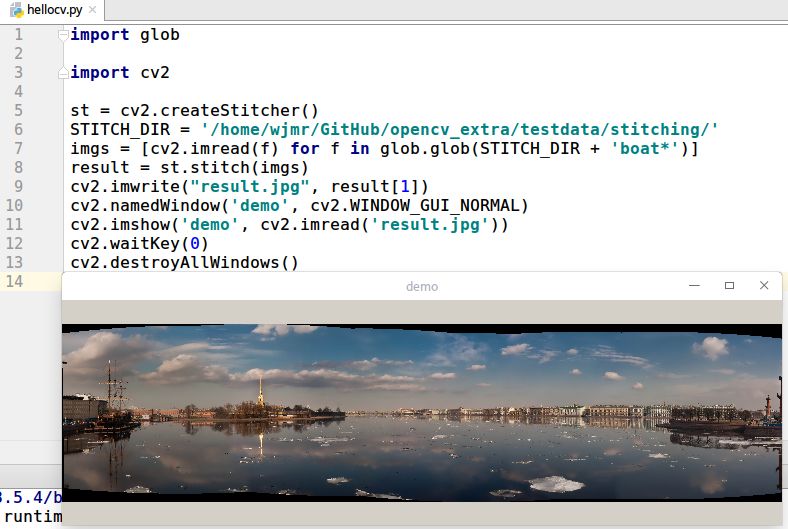 hellocv.py
1 import glob
2
3 import cv2
4
5 st = cv2.createStitcher()
6 STITCH_DIR = '/home/wjmr/GitHub/opencv_extra/testdata/stitching/'
7 imgs = [cv2.imread(f) for f in glob.glob(STITCH_DIR + 'boat*')]
8 result = st.stitch(imgs)
9 cv2.imwrite("result.jpg", result[1])
10 cv2.namedWindow('demo', cv2.WINDOW_GUI_NORMAL)
11 cv2.imshow('demo', cv2.imread('result.jpg'))
12 cv2.waitKey(0)
13 cv2.destroyAllWindows()
14
demo
3.5.4/b
runtim